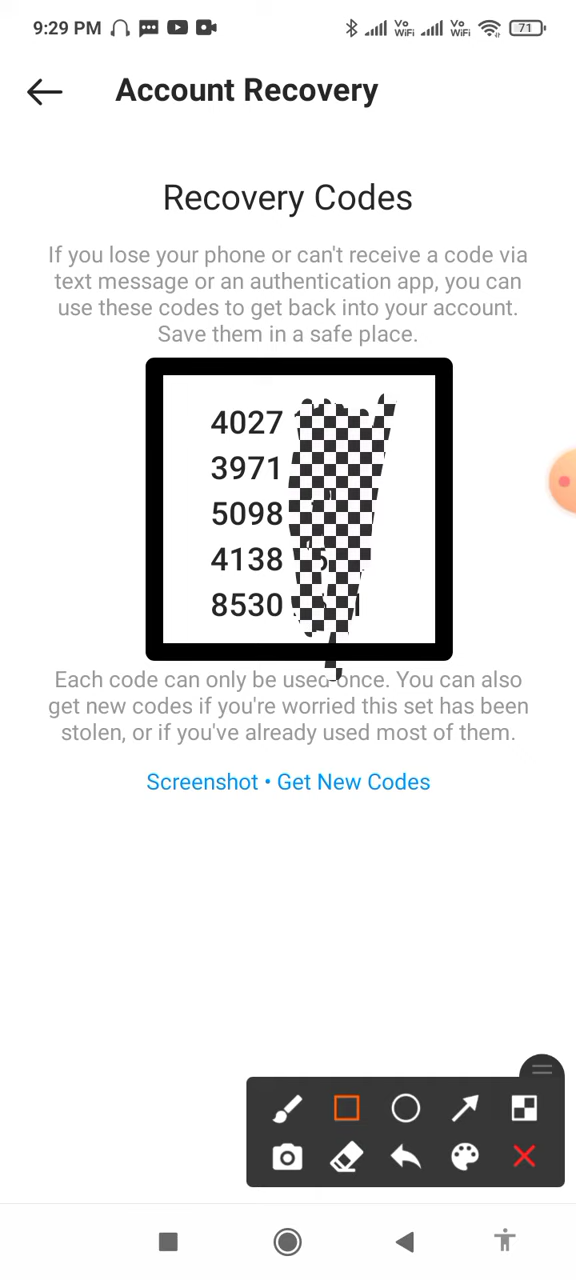 9:29 PM
Vo WiFi
Vo WiFi
71
Account Recovery
Recovery Codes
If you lose your phone or can't receive a code via
text message or an authentication app, you can
use these codes to get back into your account.
Save them in a safe place.
4027
3971
5098
4138
8530
Each code can only be used once. You can also
get new codes if you're worried this set has been
stolen, or if you've already used most of them.
Screenshot • Get New Codes